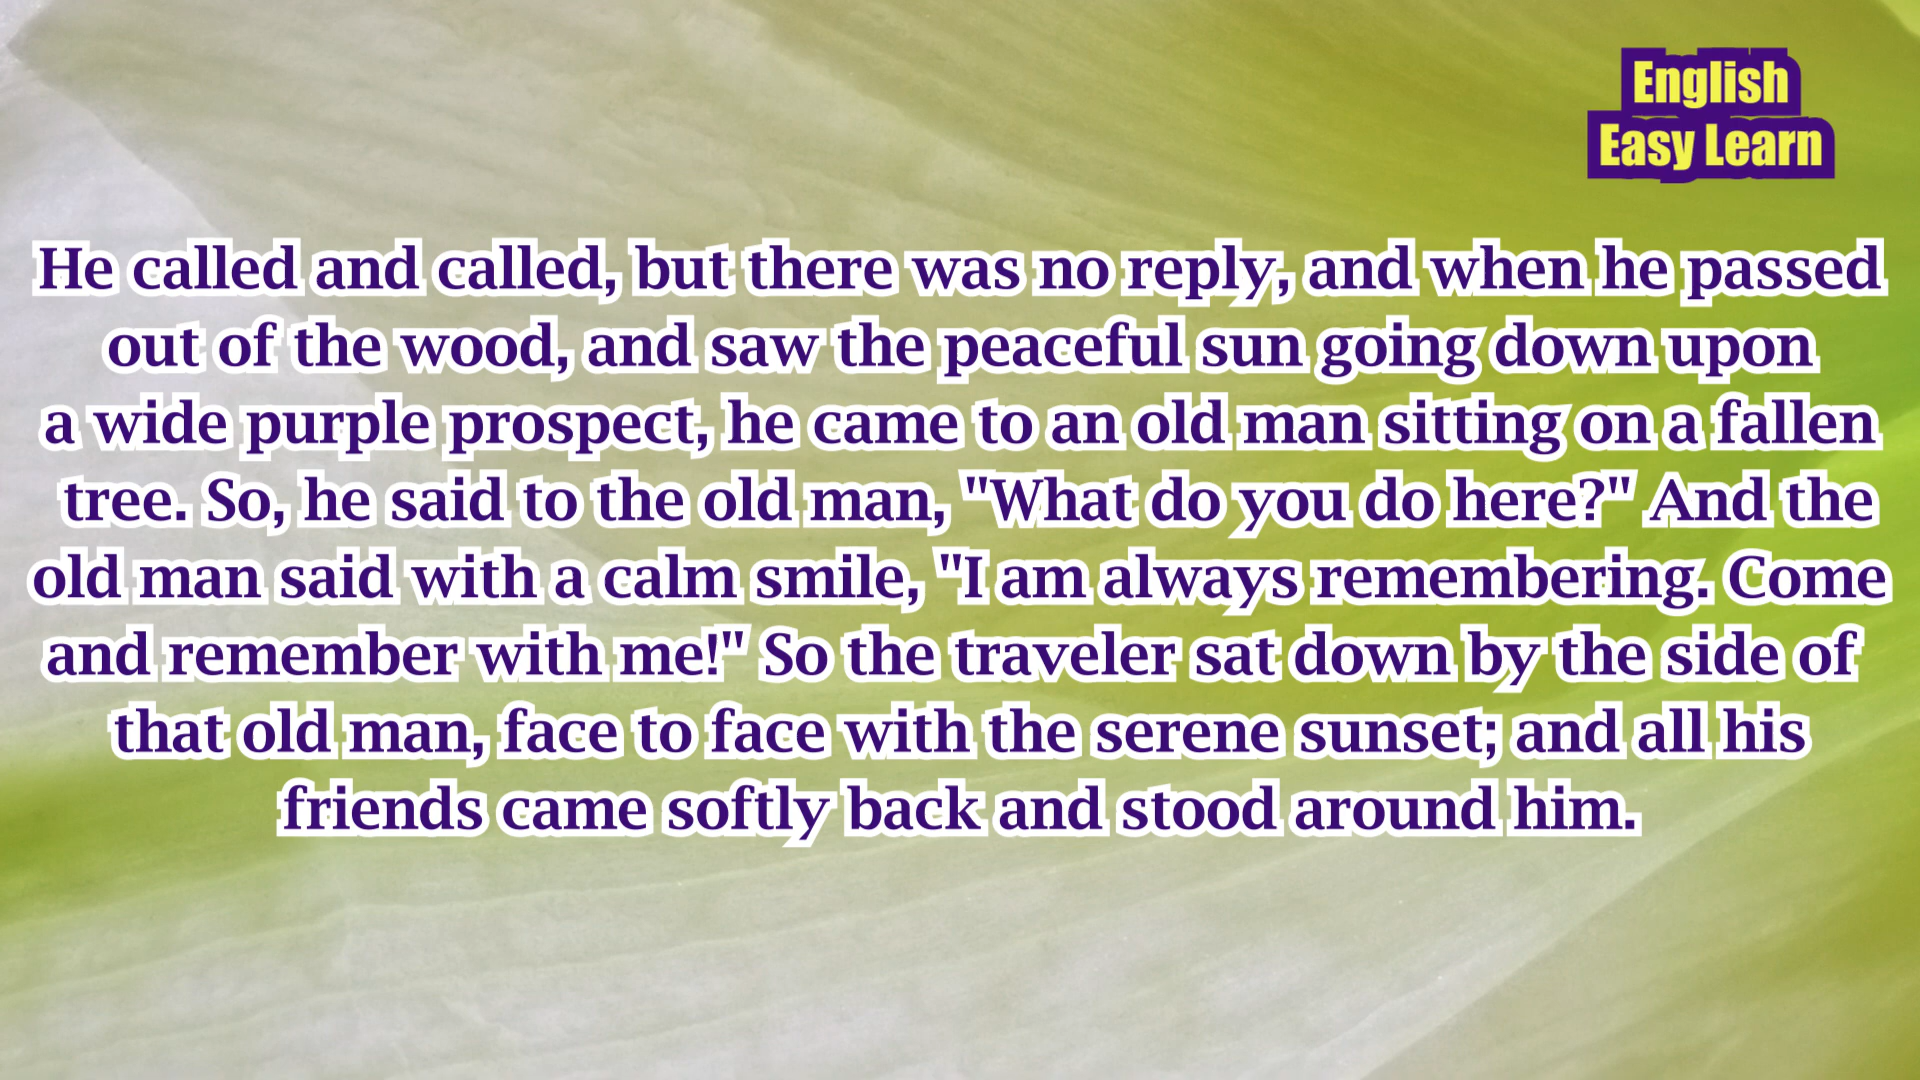 English
Easy Learn
He called and called, but there was no reply, and when he passed
out of the wood, and saw the peaceful sun going down upon
a wide purple prospect, he came to an old man sitting on a fallen
tree. So, he said to the old man, "What do you do here?" And the
old man said with a calm smile, "I am always remembering. Come
and remember with me!" So the traveler sat down by the side of
that old man, face to face with the serene sunset; and all his
friends came softly back and stood around him.